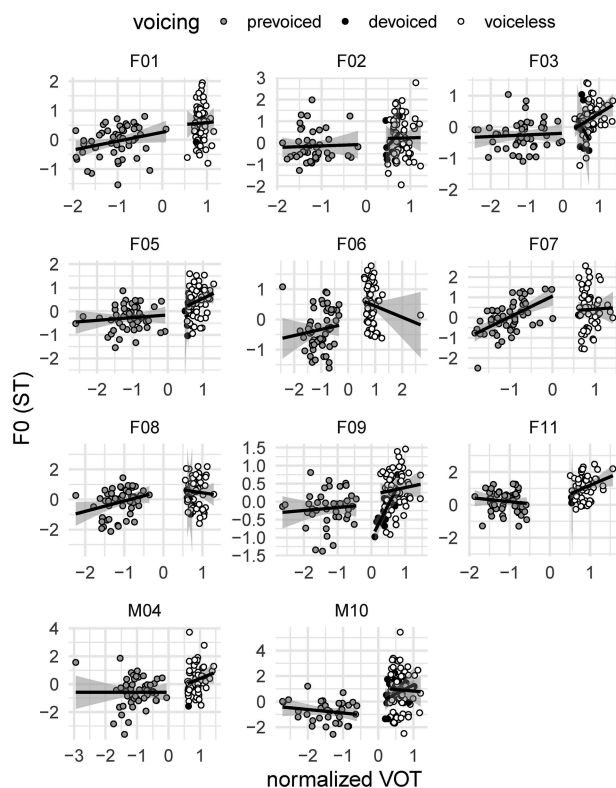 voicing prevoiced devoiced voiceless
F01 F02 F03
2 1 0 −1
3 2 1 0 −1 −2
1 0 −1 −2
−2 −1 0 1
−2 −1 0 1
−2 −1 0 1
F05 F06 F07
2 1 0 −1 −2
1 0 −1
2 1 0 −1 −2
−2 −1 0 1
−2 0 2
−1 0 1
F08 F09 F11
2 0 −2
1.5 1.0 0.5 0.0 −0.5 −1.0 −1.5
2 0 −2
−2 −1 0 1
−2 −1 0 1
−2 −1 0 1
M04 M10
4 2 0 −2
4 2 0 −2
−3 −2 −1 0 1
−2 −1 0 1
F0 (ST)
normalized VOT